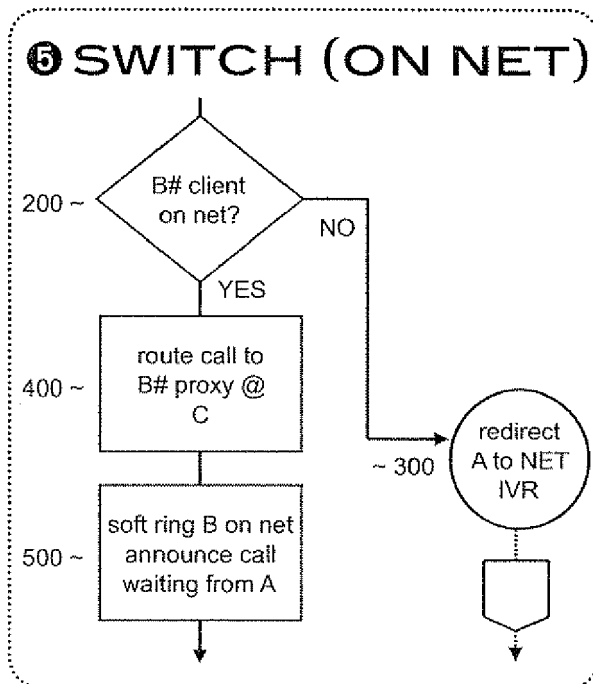 ❺ SWITCH (ON NET)
200 ~
B# client
on net?
NO
YES
400 ~
route call to
B# proxy @
C
~ 300
redirect
A to NET
IVR
500 ~
soft ring B on net
announce call
waiting from A